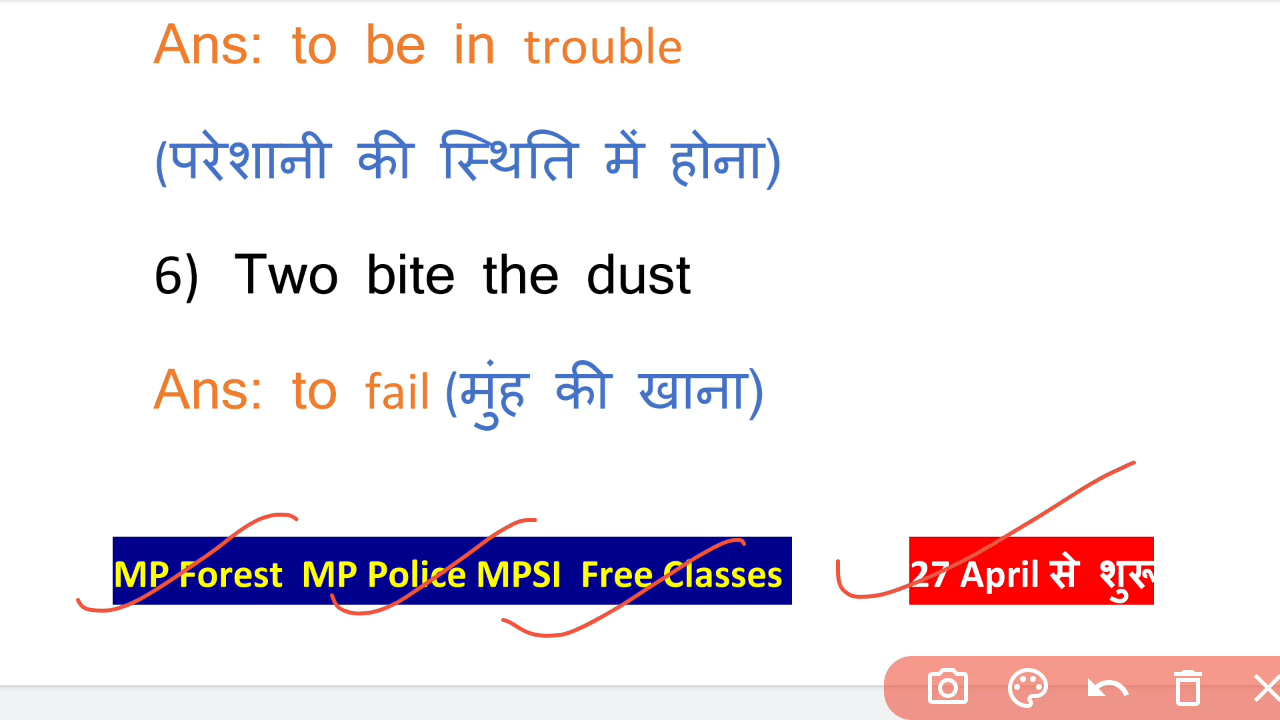 Ans: to be in trouble
(परेशानी की स्थिति में होना)
6) Two bite the dust
Ans: to fail (मुंह की खाना)
MP Forest MP Police MPSI Free Classes
27 April से शुरू